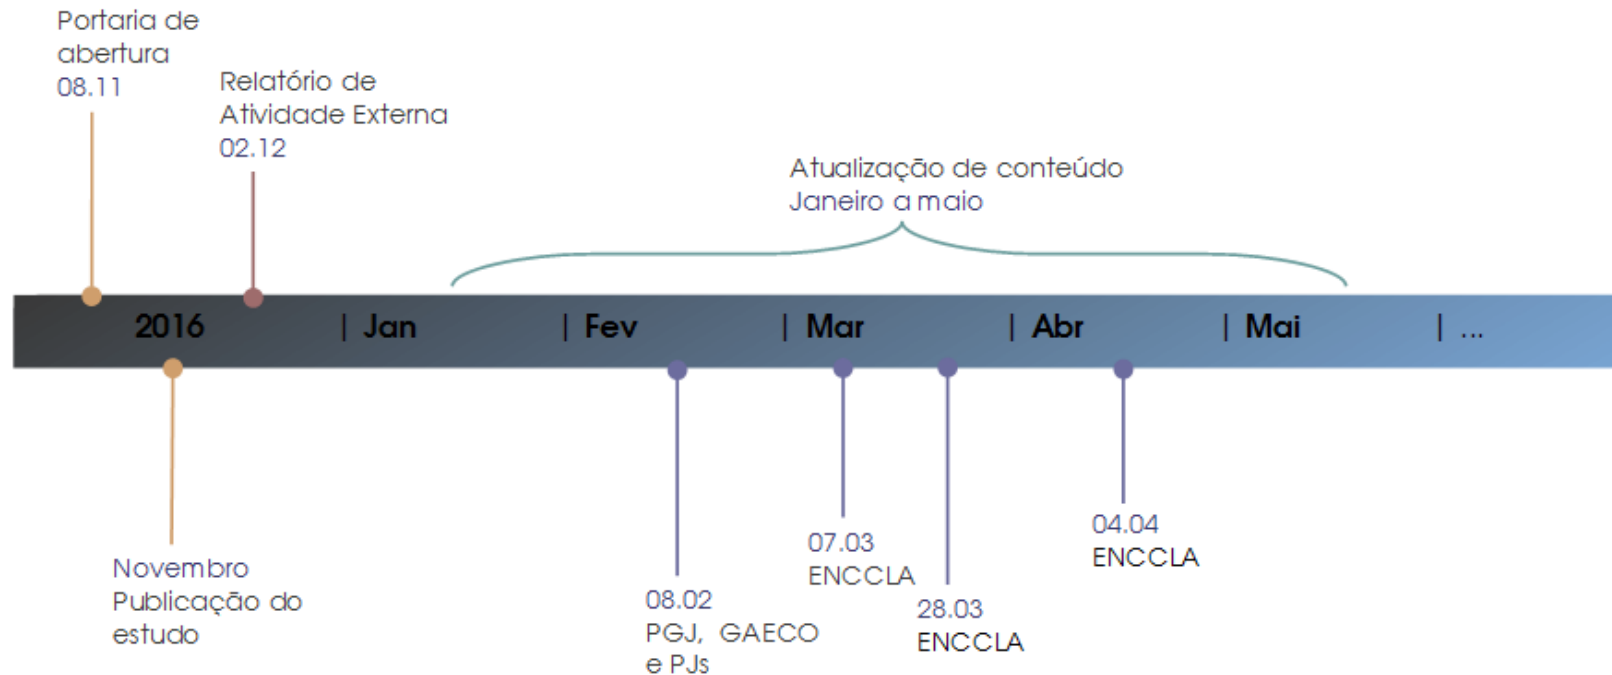 Portaria de
abertura
08.11
Relatório de
Atividade Externa
02.12
Atualização de conteúdo
Janeiro a maio
2016 | Jan | Fev | Mar | Abr | Mai | ...
Novembro
Publicação do
estudo
08.02
PGJ, GAECO
e PJs
07.03
ENCCLA
28.03
ENCCLA
04.04
ENCCLA